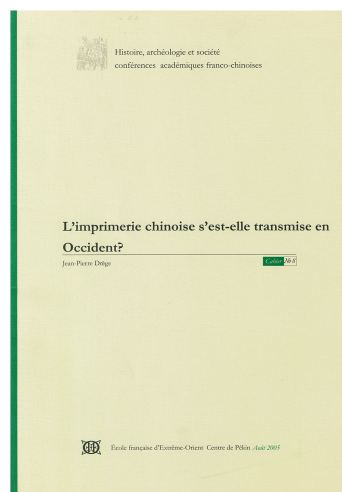 Histoire, archéologie et société
conférences académiques franco-chinoises
L'imprimerie chinoise s'est-elle transmise en
Occident?
Jean-Pierre Drège
Cahier № 8
École française d'Extrême-Orient Centre de Pékin Août 2005